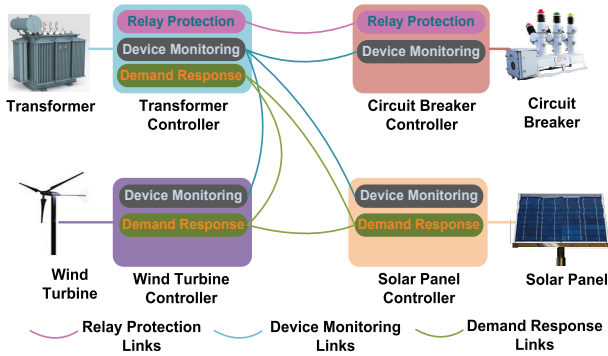 Relay Protection
Device Monitoring
Demand Response
Relay Protection
Device Monitoring
Transformer
Transformer
Controller
Circuit Breaker
Controller
Circuit
Breaker
Device Monitoring
Demand Response
Device Monitoring
Demand Response
Wind
Turbine
Wind Turbine
Controller
Solar Panel
Controller
Solar Panel
Relay Protection
Links
Device Monitoring
Links
Demand Response
Links